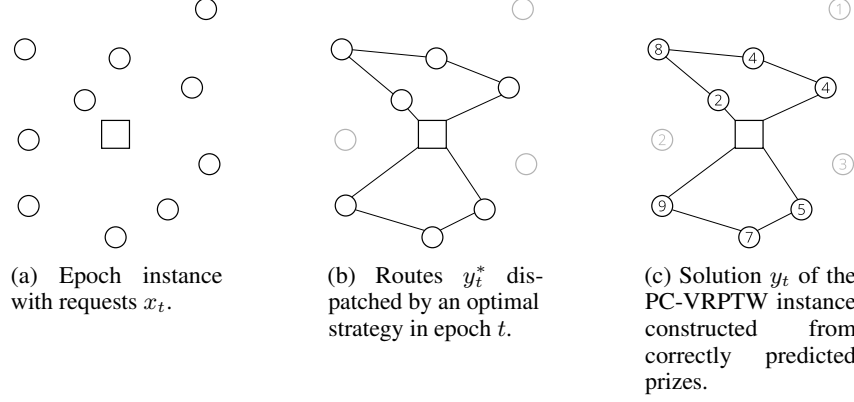 1
8
4
4
2
2
3
9
5
7
(a) Epoch instance
with requests x_t.
(b) Routes y_t^* dis-
patched by an optimal
strategy in epoch t.
(c) Solution y_t of the
PC-VRPTW instance
constructed from
correctly predicted
prizes.